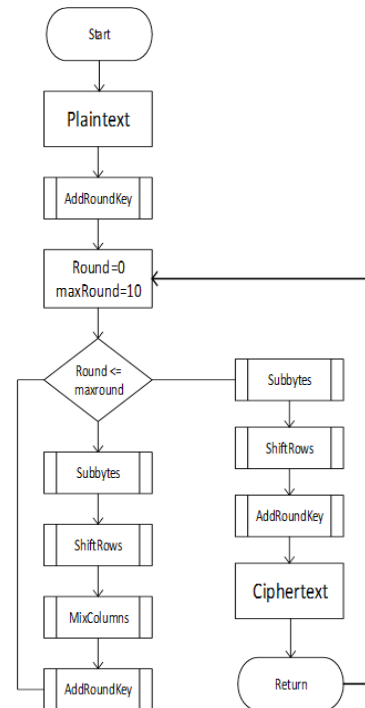 Start
Plaintext
AddRoundKey
Round=0
maxRound=10
Round <=
maxround
Subbytes
ShiftRows
MixColumns
AddRoundKey
Subbytes
ShiftRows
AddRoundKey
Ciphertext
Return